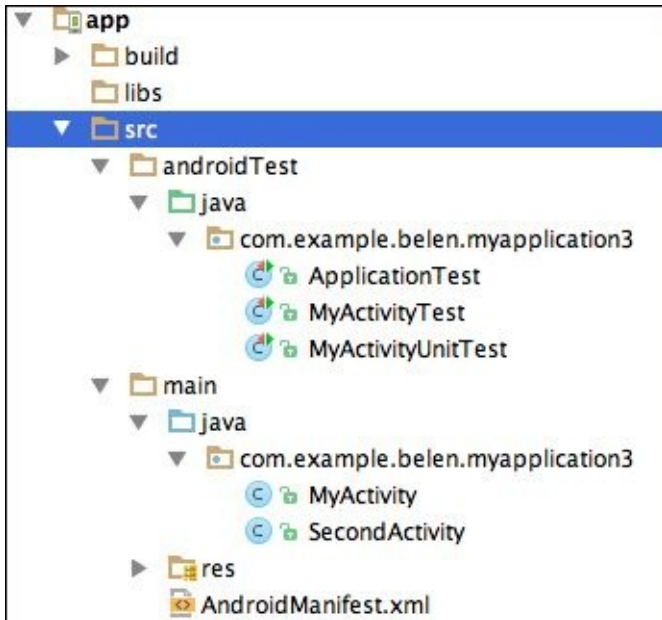 app
build
libs
src
androidTest
java
com.example.belen.myapplication3
ApplicationTest
MyActivityTest
MyActivityUnitTest
main
java
com.example.belen.myapplication3
MyActivity
SecondActivity
res
AndroidManifest.xml